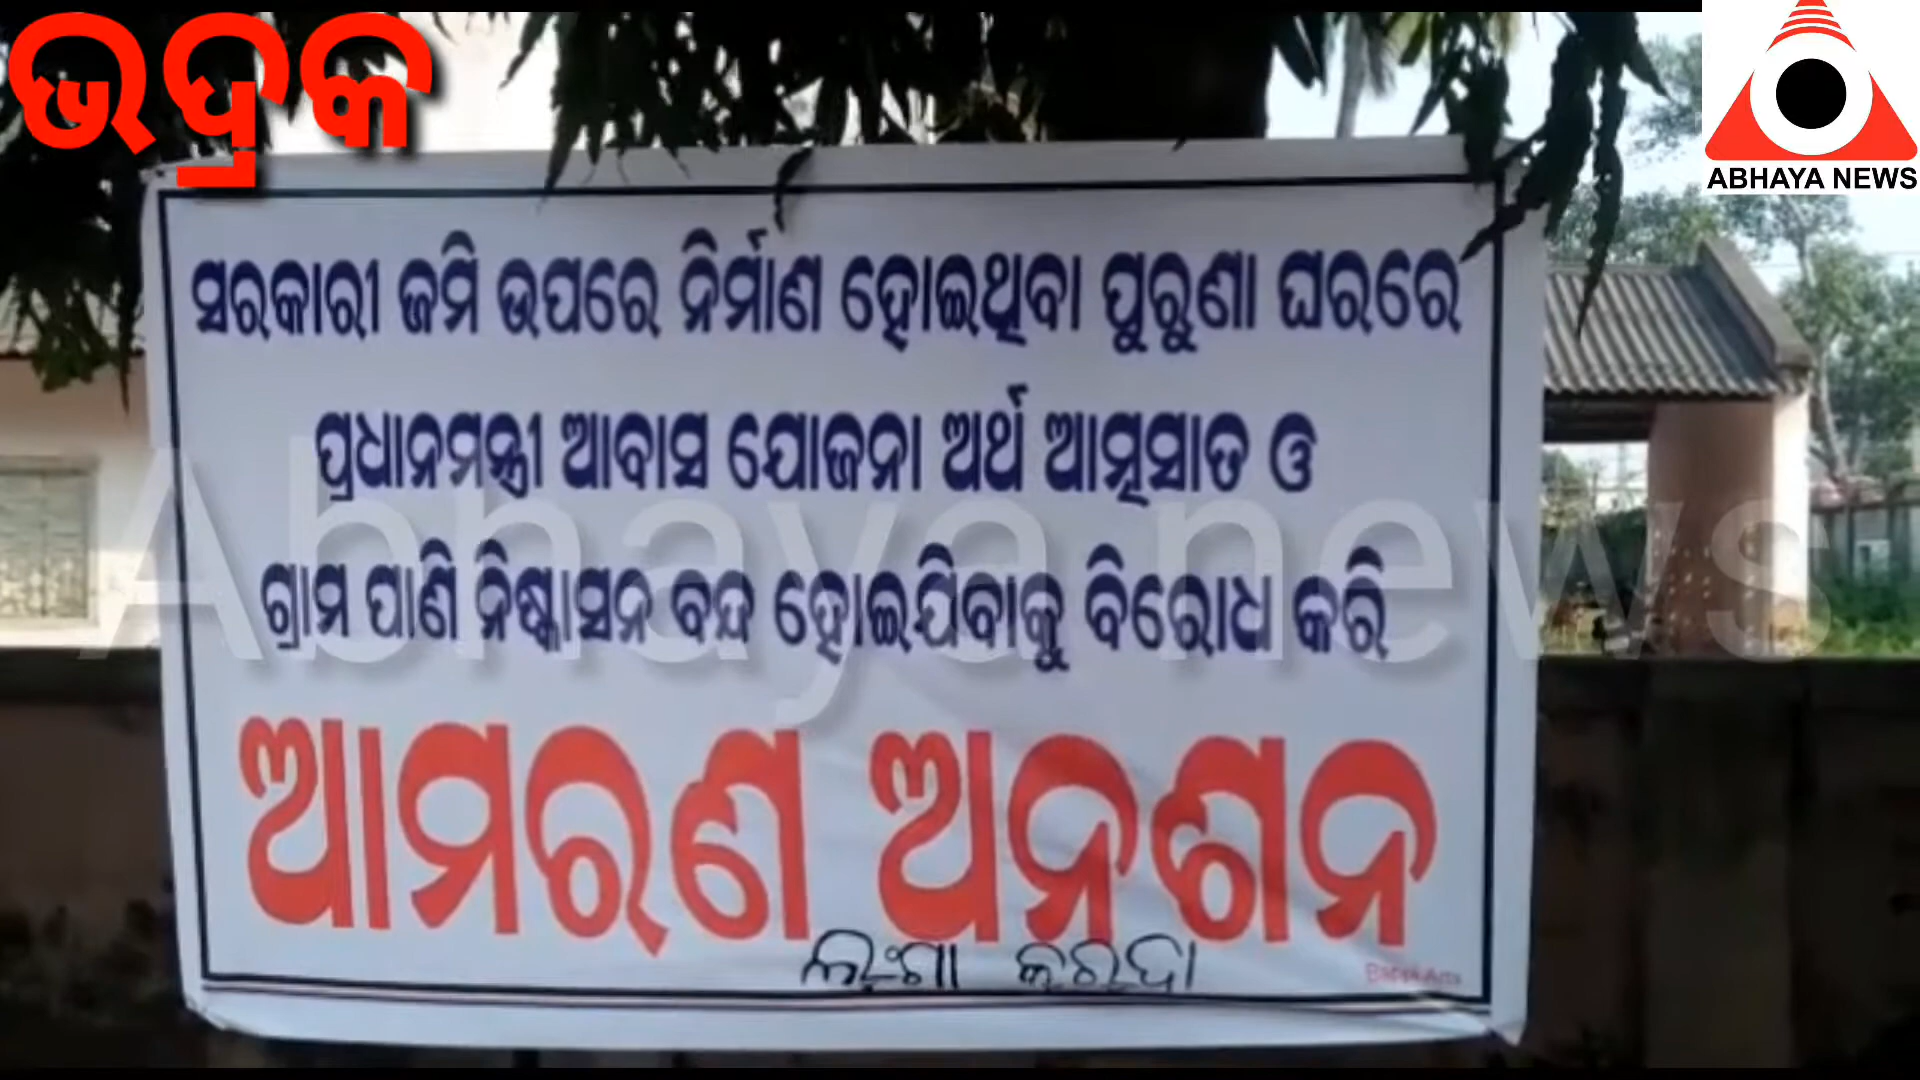 ଭଦ୍ରକ
ABHAYA NEWS
ସରକାରୀ ଜମି ଉପରେ ନିର୍ମାଣ ହୋଇଥିବା ପୁରୁଣା ଘରରେ
ପ୍ରଧାନମନ୍ତ୍ରୀ ଆବାସ ଯୋଜନା ଅର୍ଥ ଆତ୍ମସାତ ଓ
ଗ୍ରାମ ପାଣି ନିଷ୍କାସନ ବନ୍ଦ ହୋଇଯିବାକୁ ବିରୋଧ କରି
Abhaya news
ଆମରଣ ଅନଶନ